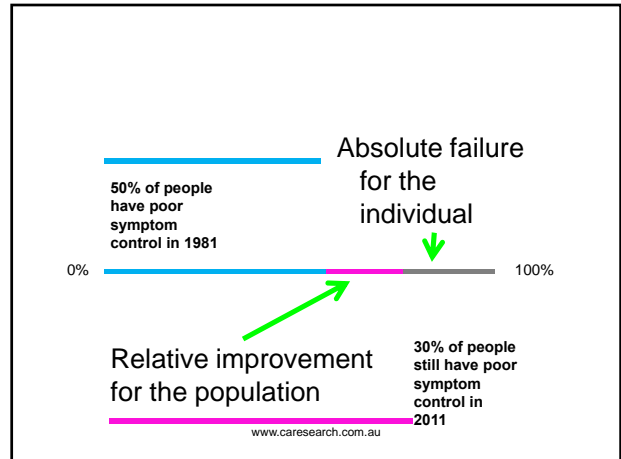 Absolute failure
for the
individual
50% of people
have poor
symptom
control in 1981
0%
100%
Relative improvement
for the population
30% of people
still have poor
symptom
control in
2011
www.caresearch.com.au